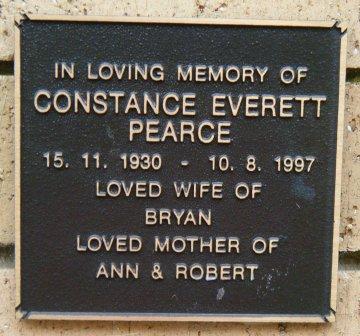 IN LOVING MEMORY OF
CONSTANCE EVERETT
PEARCE
15. 11. 1930 - 10. 8. 1997
LOVED WIFE OF
BRYAN
LOVED MOTHER OF
ANN & ROBERT